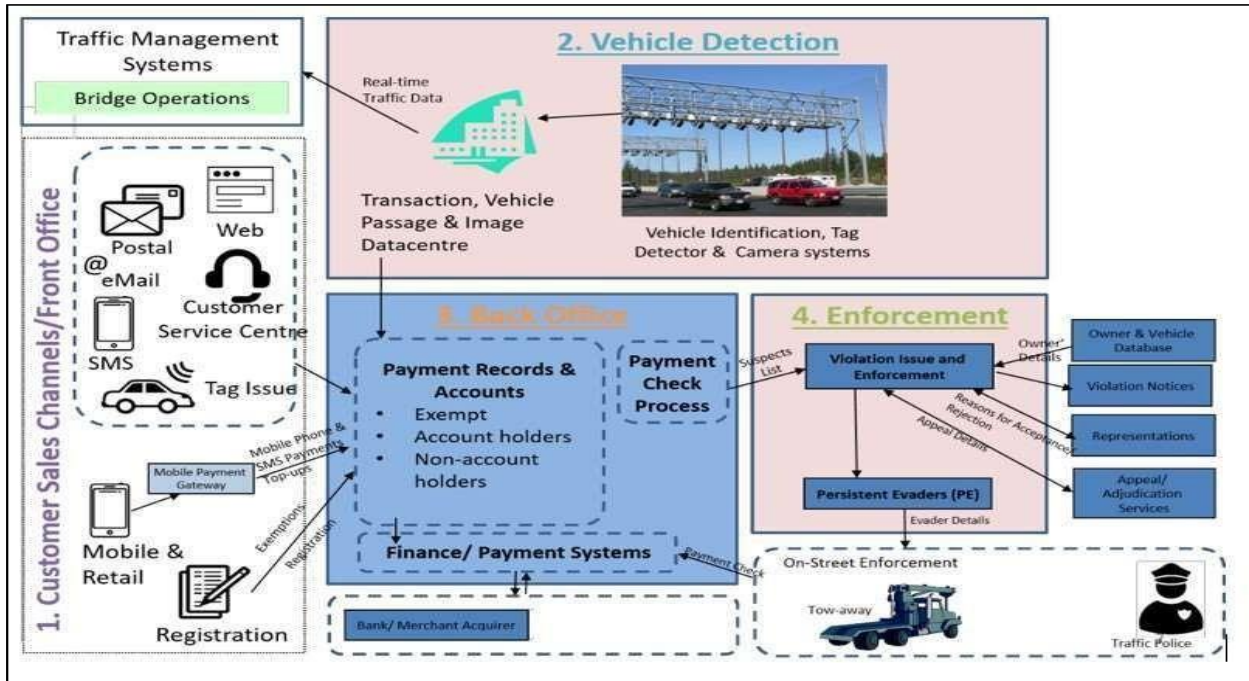 Traffic Management
Systems
Bridge Operations
1. Customer Sales Channels/Front Office
Postal
Web
@
eMail
Customer
Service Centre
SMS
Tag Issue
Mobile Payment
Gateway
Mobile Phone &
SMS Payments
Top-ups
Mobile &
Retail
Exemptions
Registration
Registration
2. Vehicle Detection
Real-time
Traffic Data
Transaction, Vehicle
Passage & Image
Datacentre
Vehicle Identification, Tag
Detector & Camera systems
3. Back Office
Payment Records &
Accounts
• Exempt
• Account holders
• Non-account
holders
Payment
Check
Process
Suspects
List
Finance/ Payment Systems
Bank/ Merchant Acquirer
Payment Check
4. Enforcement
Violation Issue and
Enforcement
Owner'
Details
Owner & Vehicle
Database
Violation Notices
Reasons for Acceptance/
Rejection
Appeal Details
Representations
Appeal/
Adjudication
Services
Persistent Evaders (PE)
Evader Details
On-Street Enforcement
Tow-away
Traffic Police